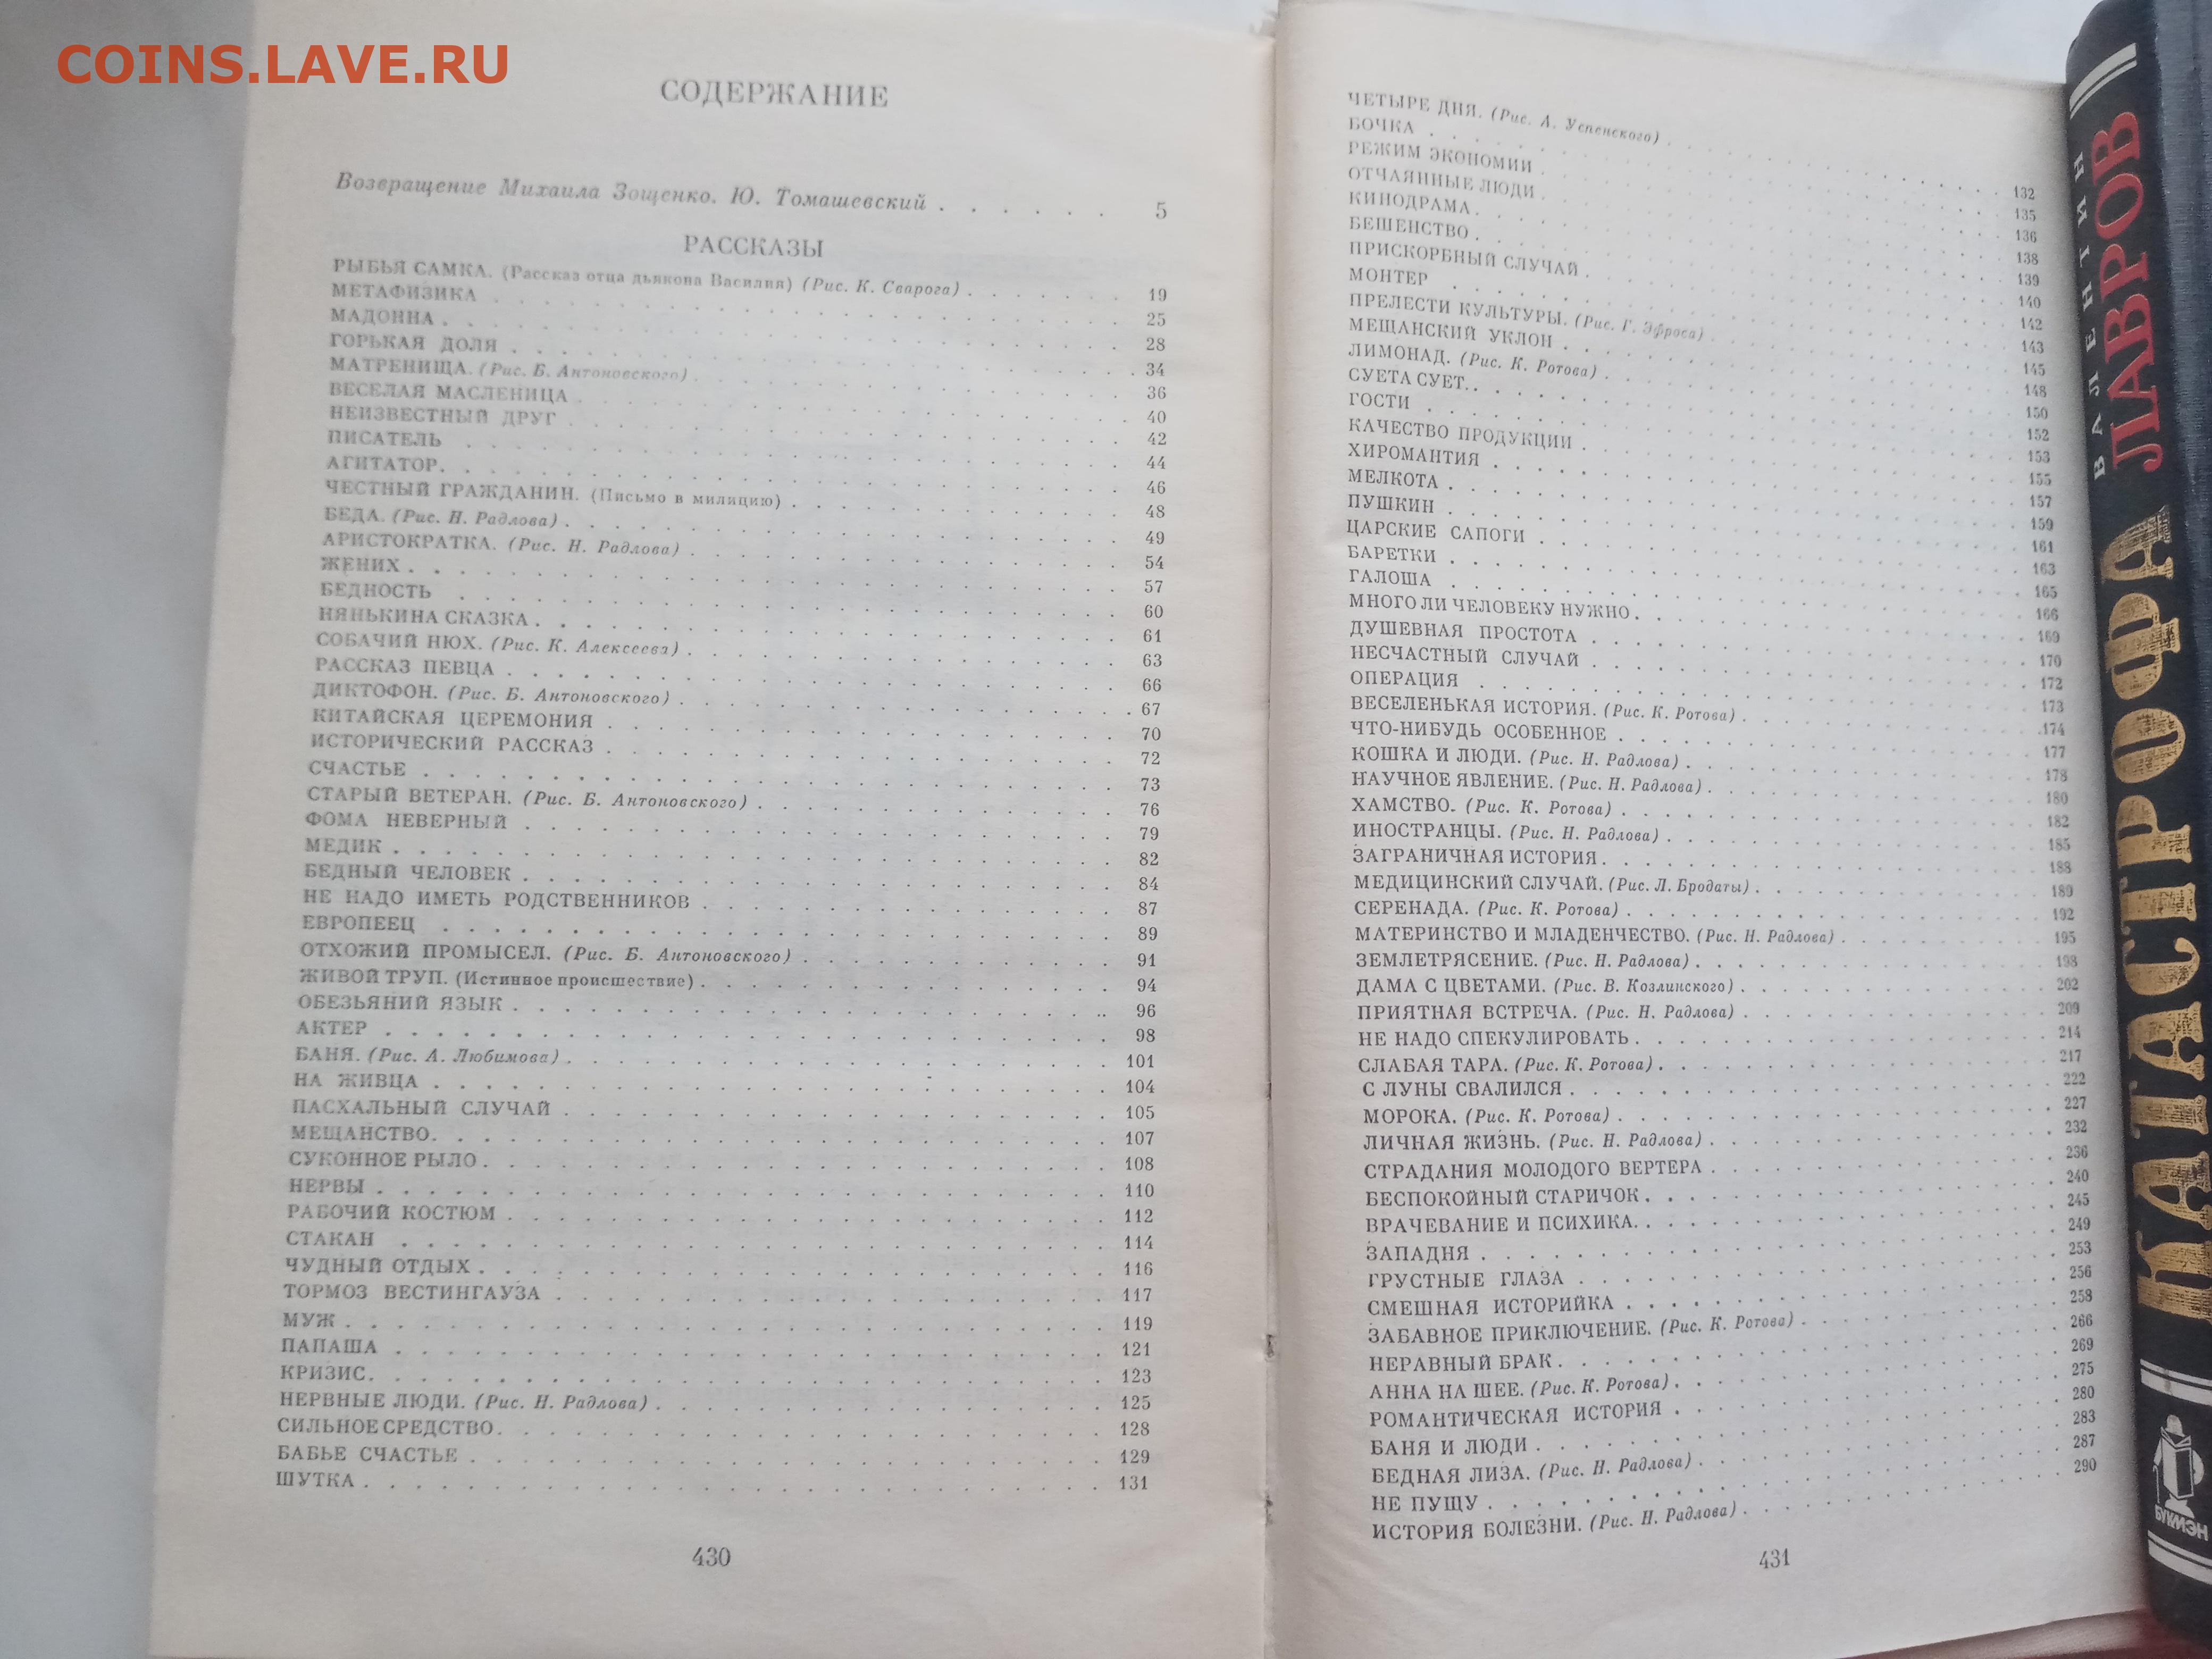 COINS.LAVE.RU
СОДЕРЖАНИЕ
Возвращение Михаила Зощенко. Ю. Томашевский . . . . . . 5
РАССКАЗЫ
РЫБЬЯ САМКА. (Рассказ отца дьякона Василия) (Рис. К. Сварога) . . . . . . 19
МЕТАФИЗИКА . . . . . . 25
МАДОННА . . . . . . 28
ГОРЬКАЯ ДОЛЯ . . . . . . 34
МАТРЕНИЩА. (Рис. Б. Антоновского) . . . . . . 36
ВЕСЕЛАЯ МАСЛЕНИЦА . . . . . . 40
НЕИЗВЕСТНЫЙ ДРУГ . . . . . . 42
ПИСАТЕЛЬ . . . . . . 44
АГИТАТОР . . . . . . 46
ЧЕСТНЫЙ ГРАЖДАНИН. (Письмо в милицию) . . . . . . 48
БЕДА. (Рис. Н. Радлова) . . . . . . 49
АРИСТОКРАТКА. (Рис. Н. Радлова) . . . . . . 54
ЖЕНИХ . . . . . . 57
БЕДНОСТЬ . . . . . . 60
НЯНЬКИНА СКАЗКА . . . . . . 61
СОБАЧИЙ НЮХ. (Рис. К. Алексеева) . . . . . . 63
РАССКАЗ ПЕВЦА . . . . . . 66
ДИКТОФОН. (Рис. Б. Антоновского) . . . . . . 67
КИТАЙСКАЯ ЦЕРЕМОНИЯ . . . . . . 70
ИСТОРИЧЕСКИЙ РАССКАЗ . . . . . . 72
СЧАСТЬЕ . . . . . . 73
СТАРЫЙ ВЕТЕРАН. (Рис. Б. Антоновского) . . . . . . 76
ФОМА НЕВЕРНЫЙ . . . . . . 79
МЕДИК . . . . . . 82
БЕДНЫЙ ЧЕЛОВЕК . . . . . . 84
НЕ НАДО ИМЕТЬ РОДСТВЕННИКОВ . . . . . . 87
ЕВРОПЕЕЦ . . . . . . 89
ОТХОЖИЙ ПРОМЫСЕЛ. (Рис. Б. Антоновского) . . . . . . 91
ЖИВОЙ ТРУП. (Истинное происшествие) . . . . . . 94
ОБЕЗЬЯНИЙ ЯЗЫК . . . . . . 96
АКТЕР . . . . . . 98
БАНЯ. (Рис. А. Любимова) . . . . . . 101
НА ЖИВЦА . . . . . . 104
ПАСХАЛЬНЫЙ СЛУЧАЙ . . . . . . 105
МЕЩАНСТВО . . . . . . 107
СУКОННОЕ РЫЛО . . . . . . 108
НЕРВЫ . . . . . . 110
РАБОЧИЙ КОСТЮМ . . . . . . 112
СТАКАН . . . . . . 114
ЧУДНЫЙ ОТДЫХ . . . . . . 116
ТОРМОЗ ВЕСТИНГАУЗА . . . . . . 117
МУЖ . . . . . . 119
ПАПАША . . . . . . 121
КРИЗИС . . . . . . 123
НЕРВНЫЕ ЛЮДИ. (Рис. Н. Радлова) . . . . . . 125
СИЛЬНОЕ СРЕДСТВО . . . . . . 128
БАБЬЕ СЧАСТЬЕ . . . . . . 129
ШУТКА . . . . . . 131
430
ЧЕТЫРЕ ДНЯ. (Рис. А. Успенского) . . . . . . 132
БОЧКА . . . . . . 135
РЕЖИМ ЭКОНОМИИ . . . . . . 136
ОТЧАЯННЫЕ ЛЮДИ . . . . . . 138
КИНОДРАМА . . . . . . 139
БЕШЕНСТВО . . . . . . 140
ПРИСКОРБНЫЙ СЛУЧАЙ . . . . . . 142
МОНТЕР . . . . . . 143
ПРЕЛЕСТИ КУЛЬТУРЫ. (Рис. Г. Эфроса) . . . . . . 145
МЕЩАНСКИЙ УКЛОН . . . . . . 148
ЛИМОНАД. (Рис. К. Ротова) . . . . . . 150
СУЕТА СУЕТ . . . . . . 152
ГОСТИ . . . . . . 153
КАЧЕСТВО ПРОДУКЦИИ . . . . . . 155
ХИРОМАНТИЯ . . . . . . 157
МЕЛКОТА . . . . . . 159
ПУШКИН . . . . . . 161
ЦАРСКИЕ САПОГИ . . . . . . 163
БАРЕТКИ . . . . . . 165
ГАЛОША . . . . . . 166
МНОГО ЛИ ЧЕЛОВЕКУ НУЖНО . . . . . . 169
ДУШЕВНАЯ ПРОСТОТА . . . . . . 170
НЕСЧАСТНЫЙ СЛУЧАЙ . . . . . . 172
ОПЕРАЦИЯ . . . . . . 173
ВЕСЕЛЕНЬКАЯ ИСТОРИЯ. (Рис. К. Ротова) . . . . . . 174
ЧТО-НИБУДЬ ОСОБЕННОЕ . . . . . . 177
КОШКА И ЛЮДИ. (Рис. Н. Радлова) . . . . . . 178
НАУЧНОЕ ЯВЛЕНИЕ. (Рис. Н. Радлова) . . . . . . 180
ХАМСТВО. (Рис. К. Ротова) . . . . . . 182
ИНОСТРАНЦЫ. (Рис. Н. Радлова) . . . . . . 185
ЗАГРАНИЧНАЯ ИСТОРИЯ . . . . . . 188
МЕДИЦИНСКИЙ СЛУЧАЙ. (Рис. Л. Бродаты) . . . . . . 189
СЕРЕНАДА. (Рис. К. Ротова) . . . . . . 192
МАТЕРИНСТВО И МЛАДЕНЧЕСТВО. (Рис. Н. Радлова) . . . . . . 195
ЗЕМЛЕТРЯСЕНИЕ. (Рис. Н. Радлова) . . . . . . 198
ДАМА С ЦВЕТАМИ. (Рис. В. Козлинского) . . . . . . 202
ПРИЯТНАЯ ВСТРЕЧА. (Рис. Н. Радлова) . . . . . . 209
НЕ НАДО СПЕКУЛИРОВАТЬ . . . . . . 214
СЛАБАЯ ТАРА. (Рис. К. Ротова) . . . . . . 217
С ЛУНЫ СВАЛИЛСЯ . . . . . . 222
МОРОКА. (Рис. К. Ротова) . . . . . . 227
ЛИЧНАЯ ЖИЗНЬ. (Рис. Н. Радлова) . . . . . . 232
СТРАДАНИЯ МОЛОДОГО ВЕРТЕРА . . . . . . 236
БЕСПОКОЙНЫЙ СТАРИЧОК . . . . . . 240
ВРАЧЕВАНИЕ И ПСИХИКА . . . . . . 245
ЗАПАДНЯ . . . . . . 249
ГРУСТНЫЕ ГЛАЗА . . . . . . 253
СМЕШНАЯ ИСТОРИЙКА . . . . . . 256
ЗАБАВНОЕ ПРИКЛЮЧЕНИЕ. (Рис. К. Ротова) . . . . . . 258
НЕРАВНЫЙ БРАК . . . . . . 266
АННА НА ШЕЕ. (Рис. К. Ротова) . . . . . . 269
РОМАНТИЧЕСКАЯ ИСТОРИЯ . . . . . . 275
БАНЯ И ЛЮДИ . . . . . . 280
БЕДНАЯ ЛИЗА. (Рис. Н. Радлова) . . . . . . 283
НЕ ПУЩУ . . . . . . 287
ИСТОРИЯ БОЛЕЗНИ. (Рис. Н. Радлова) . . . . . . 290
431
ВАЛЕНТИН
ЛАВРОВ
КАТАСТРОФА
БУКМЭН